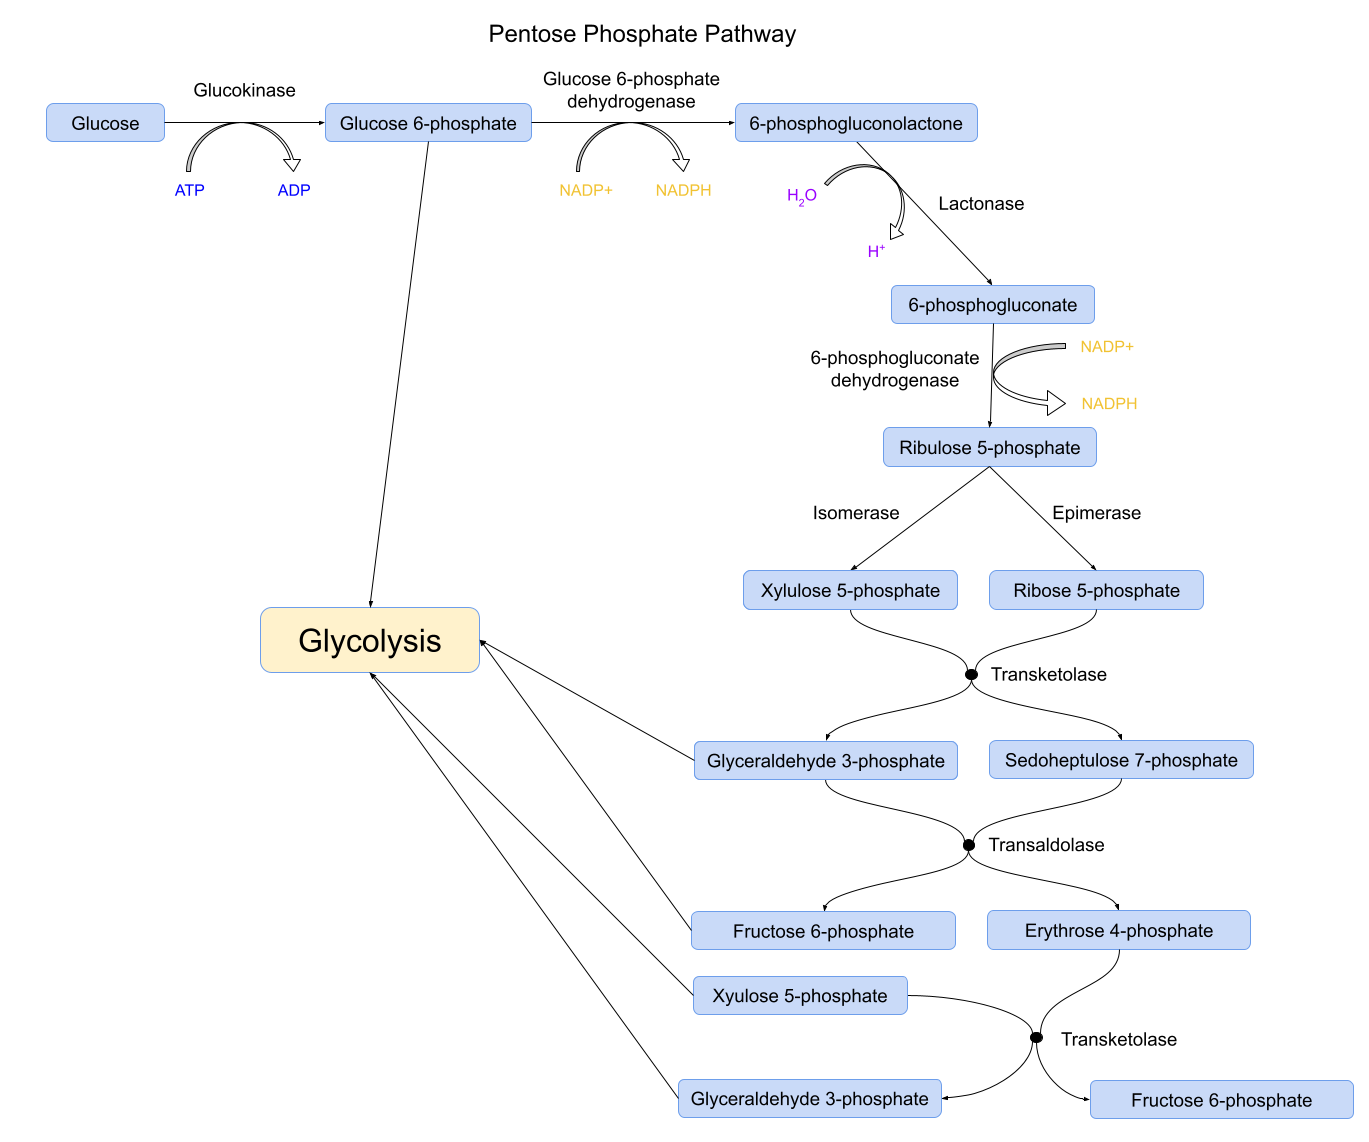 Pentose Phosphate Pathway
Glucokinase
Glucose 6-phosphate
dehydrogenase
Glucose
Glucose 6-phosphate
6-phosphogluconolactone
ATP
ADP
NADP+
NADPH
H₂O
Lactonase
H⁺
6-phosphogluconate
6-phosphogluconate
dehydrogenase
NADP+
NADPH
Ribulose 5-phosphate
Isomerase
Epimerase
Xylulose 5-phosphate
Ribose 5-phosphate
Glycolysis
Transketolase
Glyceraldehyde 3-phosphate
Sedoheptulose 7-phosphate
Transaldolase
Fructose 6-phosphate
Erythrose 4-phosphate
Xyulose 5-phosphate
Transketolase
Glyceraldehyde 3-phosphate
Fructose 6-phosphate